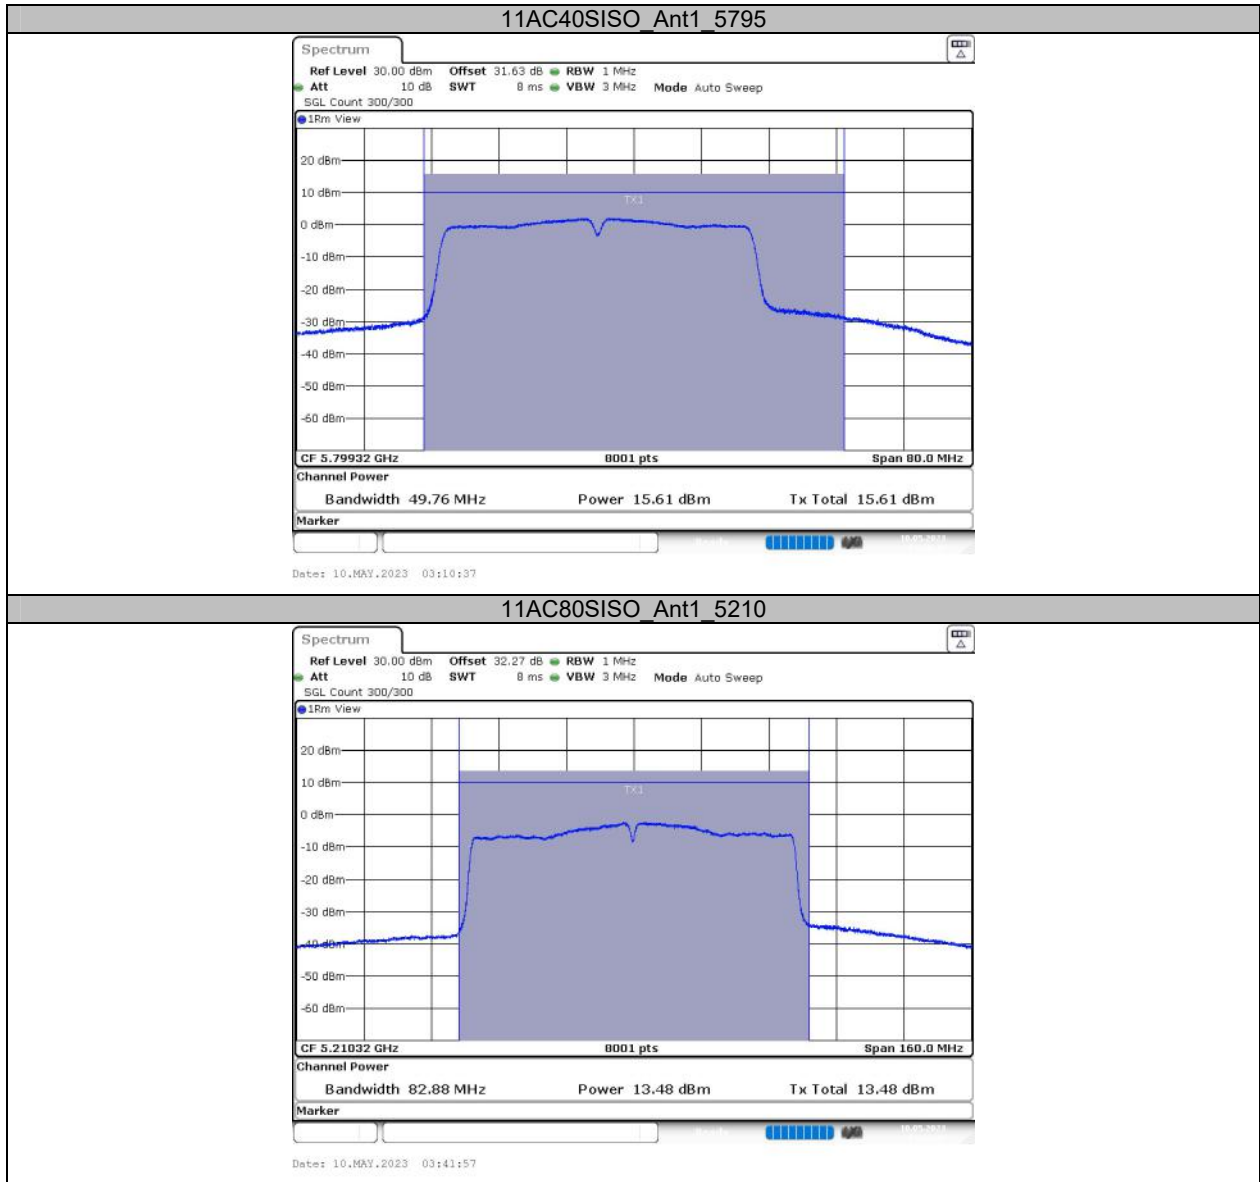 11AC40SISO_Ant1_5795
Spectrum
Ref Level 30.00 dBm Offset 31.63 dB RBW 1 MHz
Att 10 dB SWT 8 ms VBW 3 MHz Mode Auto Sweep
SGL Count 300/300
1Rm View
20 dBm
10 dBm
TX1
0 dBm
-10 dBm
-20 dBm
-30 dBm
-40 dBm
-50 dBm
-60 dBm
CF 5.79932 GHz 8001 pts Span 80.0 MHz
Channel Power
Bandwidth 49.76 MHz Power 15.61 dBm Tx Total 15.61 dBm
Marker
Date: 10.MAY.2023 03:10:37
11AC80SISO_Ant1_5210
Spectrum
Ref Level 30.00 dBm Offset 32.27 dB RBW 1 MHz
Att 10 dB SWT 8 ms VBW 3 MHz Mode Auto Sweep
SGL Count 300/300
1Rm View
20 dBm
10 dBm
TX1
0 dBm
-10 dBm
-20 dBm
-30 dBm
-40 dBm
-50 dBm
-60 dBm
CF 5.21032 GHz 8001 pts Span 160.0 MHz
Channel Power
Bandwidth 82.88 MHz Power 13.48 dBm Tx Total 13.48 dBm
Marker
Date: 10.MAY.2023 03:41:57